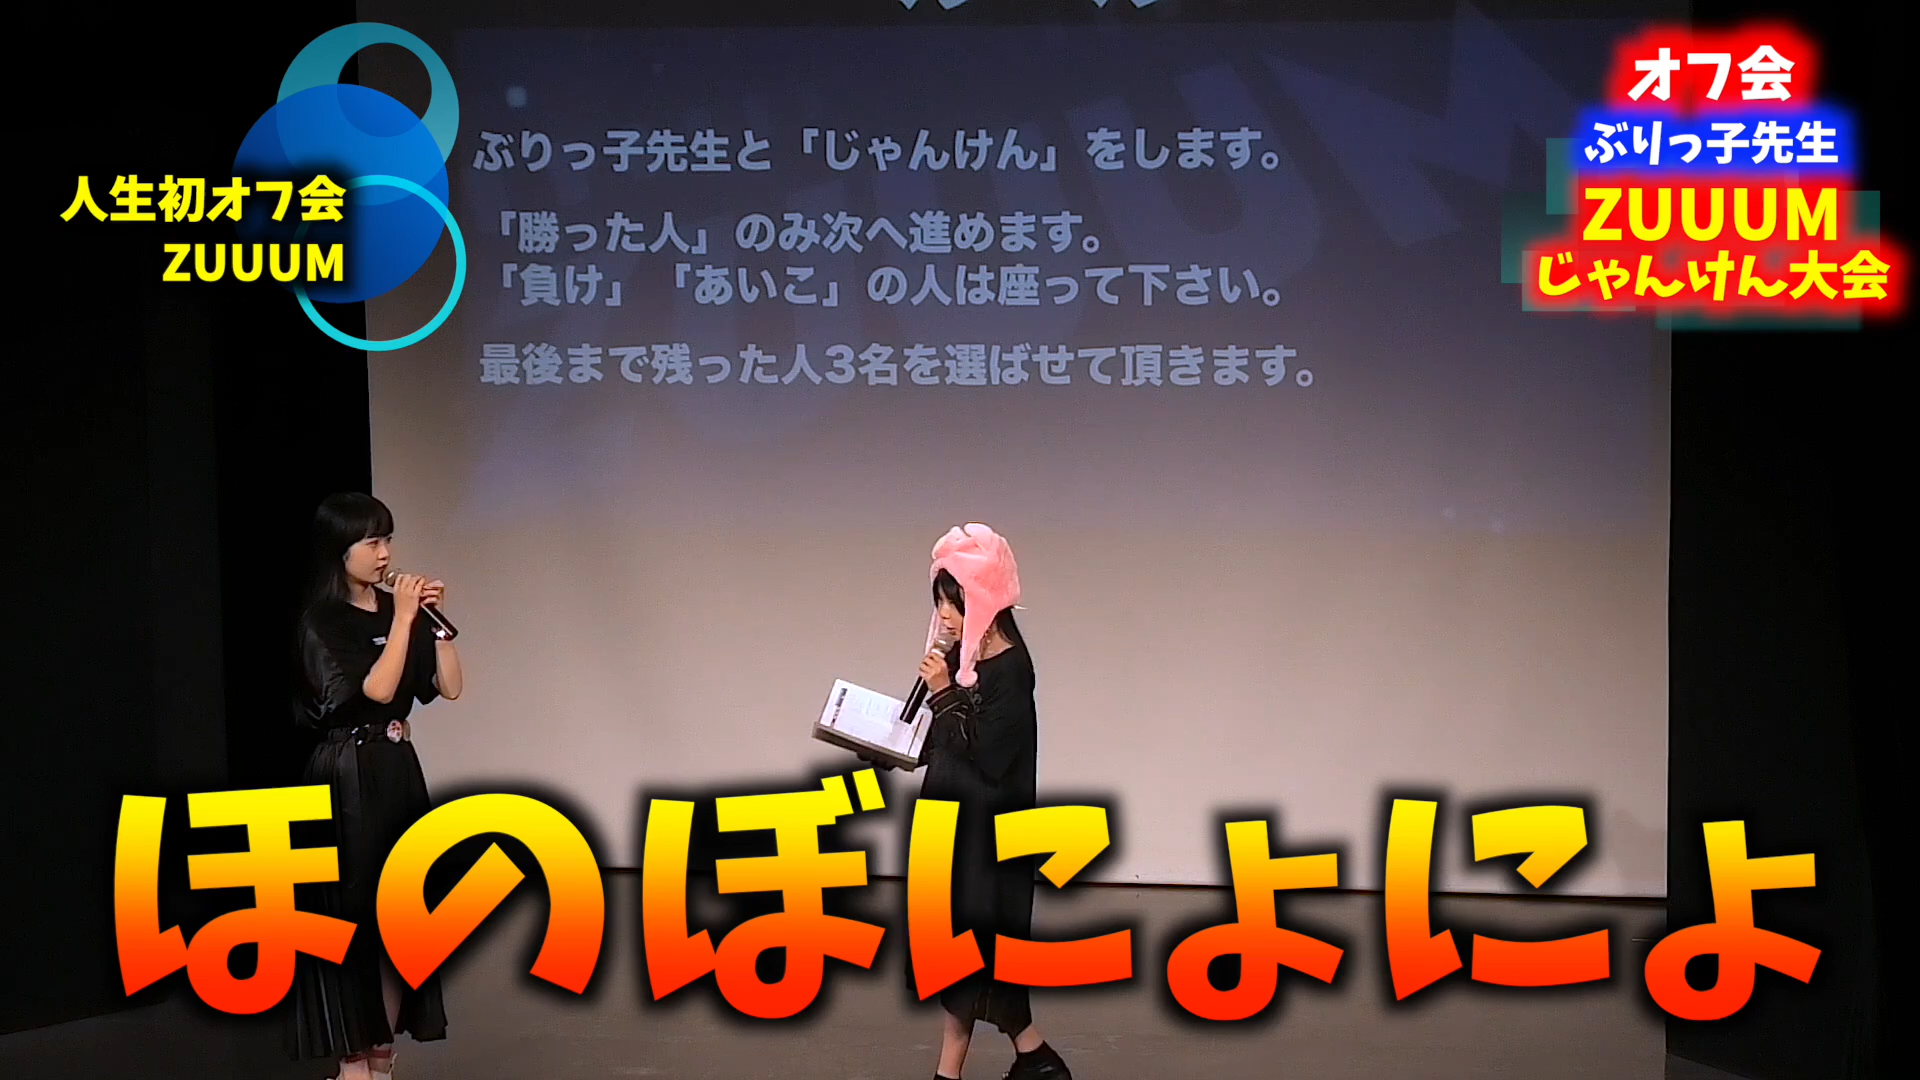 人生初オフ会
ZUUUM
オフ会
ぶりっ子先生
ZUUUM
じゃんけん大会
ぶりっ子先生と「じゃんけん」をします。
「勝った人」のみ次へ進めます。
「負け」「あいこ」の人は座って下さい。
最後まで残った人3名を選ばせて頂きます。
ほのぼにょにょ